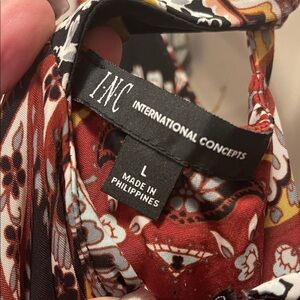 I·N·C INTERNATIONAL CONCEPTS
L
MADE IN
PHILIPPINES